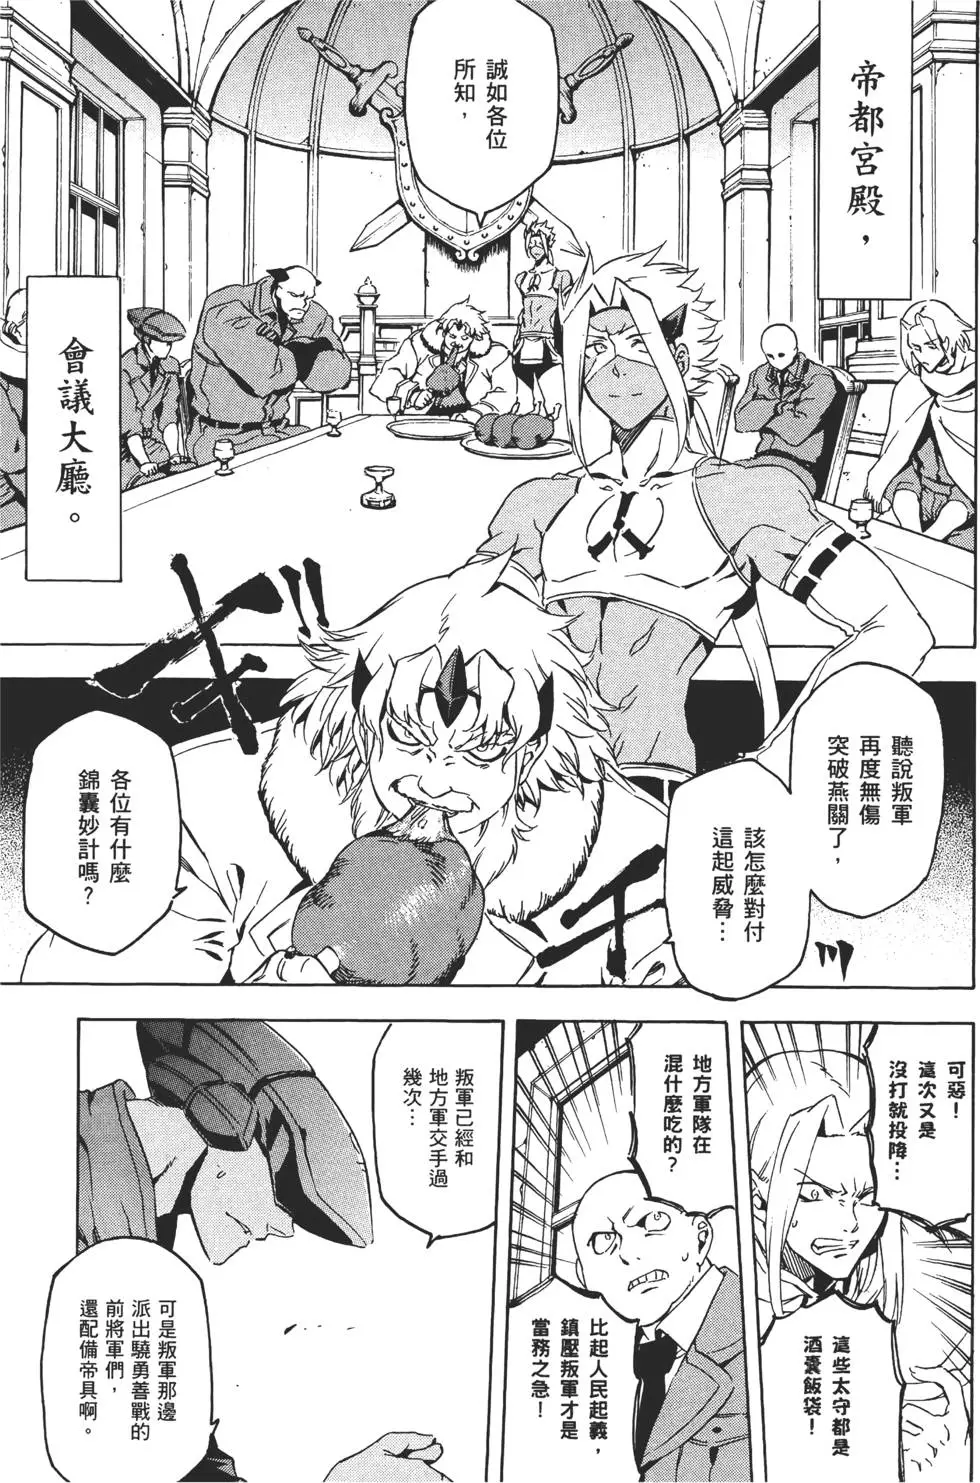 帝都宮殿，
會議大廳。
誠如各位
所知，
聽說叛軍
再度無傷
突破燕關了，
該怎麼對付
這起威脅…
各位有什麼
錦囊妙計嗎？
可惡！
這次又是
沒打就投降…
這些太守都是
酒囊飯袋！
地方軍隊在
混什麼吃的？
比起人民起義，
鎮壓叛軍才是
當務之急！
叛軍已經和
地方軍交手過
幾次…
可是叛軍那邊
派出驍勇善戰的
前將軍們，
還配備帝具啊。